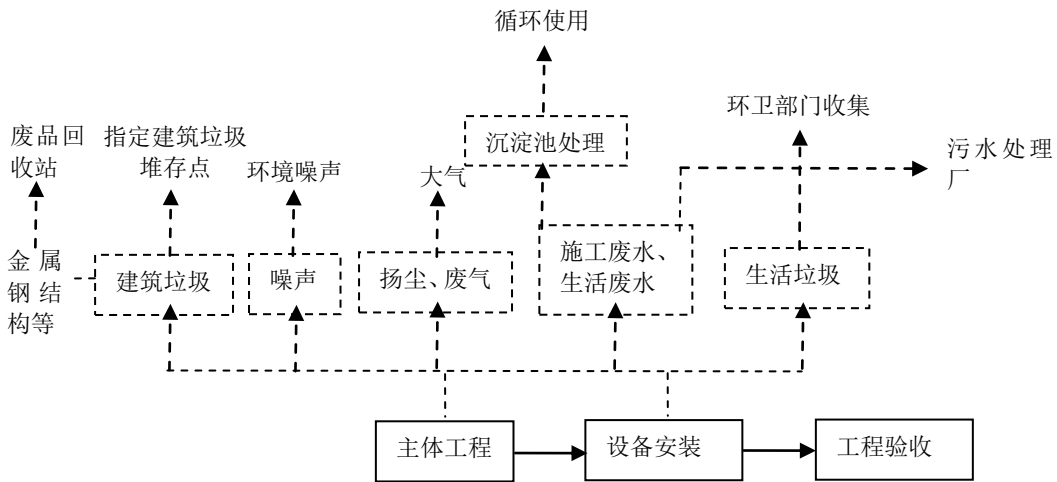 循环使用
环卫部门收集
沉淀池处理
废品回
收站
指定建筑垃圾
堆存点
环境噪声
大气
污水处理
厂
金属
钢结
构等
建筑垃圾
噪声
扬尘、废气
施工废水、
生活废水
生活垃圾
主体工程
设备安装
工程验收